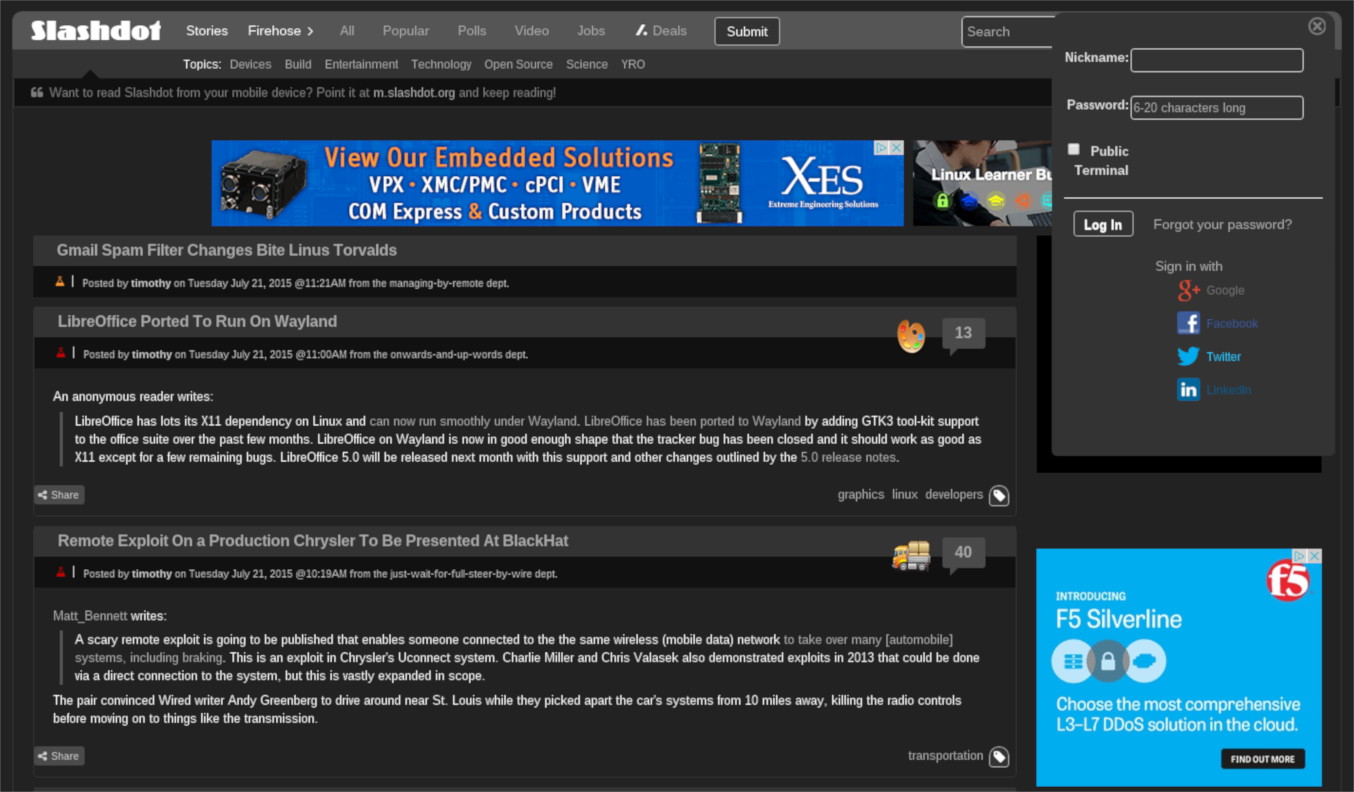 Slashdot Stories Firehose > All Popular Polls Video Jobs Deals Submit Search
Topics: Devices Build Entertainment Technology Open Source Science YRO
Want to read Slashdot from your mobile device? Point it at m.slashdot.org and keep reading!
Nickname:
Password: 6-20 characters long
Public
Terminal
Log In Forgot your password?
Sign in with
Google
Facebook
Twitter
LinkedIn
View Our Embedded Solutions
VPX • XMC/PMC • cPCI • VME
COM Express & Custom Products
X-ES
Extreme Engineering Solutions
Linux Learner Bu
Gmail Spam Filter Changes Bite Linus Torvalds
Posted by timothy on Tuesday July 21, 2015 @11:21AM from the managing-by-remote dept.
LibreOffice Ported To Run On Wayland
13
Posted by timothy on Tuesday July 21, 2015 @11:00AM from the onwards-and-up-words dept.
An anonymous reader writes:
LibreOffice has lots its X11 dependency on Linux and can now run smoothly under Wayland. LibreOffice has been ported to Wayland by adding GTK3 tool-kit support
to the office suite over the past few months. LibreOffice on Wayland is now in good enough shape that the tracker bug has been closed and it should work as good as
X11 except for a few remaining bugs. LibreOffice 5.0 will be released next month with this support and other changes outlined by the 5.0 release notes.
Share
graphics linux developers
Remote Exploit On a Production Chrysler To Be Presented At BlackHat
40
Posted by timothy on Tuesday July 21, 2015 @10:19AM from the just-wait-for-full-steer-by-wire dept.
Matt_Bennett writes:
A scary remote exploit is going to be published that enables someone connected to the the same wireless (mobile data) network to take over many [automobile]
systems, including braking. This is an exploit in Chrysler's Uconnect system. Charlie Miller and Chris Valasek also demonstrated exploits in 2013 that could be done
via a direct connection to the system, but this is vastly expanded in scope.
The pair convinced Wired writer Andy Greenberg to drive around near St. Louis while they picked apart the car's systems from 10 miles away, killing the radio controls
before moving on to things like the transmission.
Share
transportation
f5
INTRODUCING
F5 Silverline
Choose the most comprehensive
L3–L7 DDoS solution in the cloud.
FIND OUT MORE